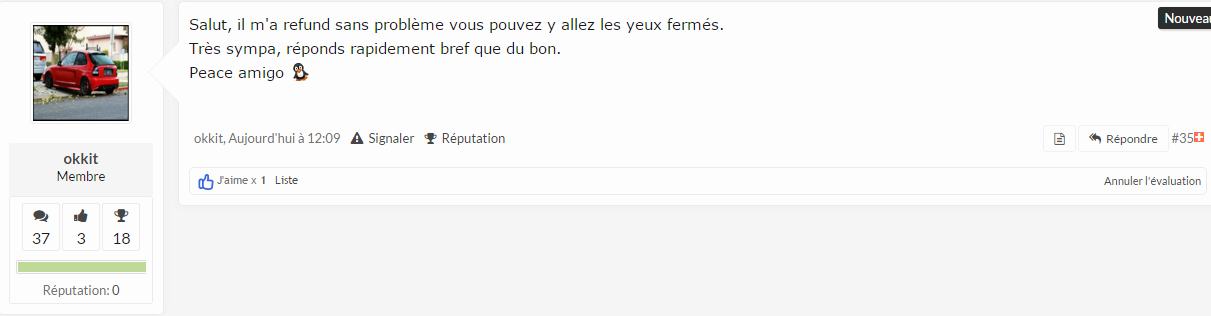 Nouveau
Salut, il m'a refund sans problème vous pouvez y allez les yeux fermés.
Très sympa, réponds rapidement bref que du bon.
Peace amigo
okkit, Aujourd'hui à 12:09 Signaler Réputation Répondre #35
okkit
Membre
J'aime x 1 Liste Annuler l'évaluation
37 3 18
Réputation: 0